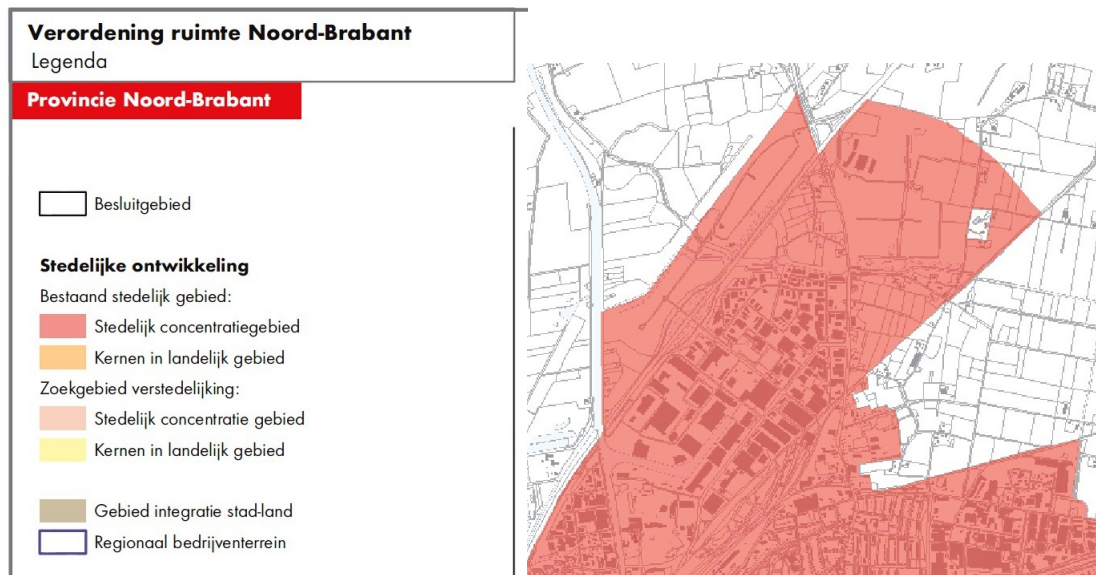 Verordening ruimte Noord-Brabant
Legenda
Provincie Noord-Brabant
Besluitgebied
Stedelijke ontwikkeling
Bestaand stedelijk gebied:
Stedelijk concentratiegebied
Kernen in landelijk gebied
Zoekgebied verstedelijking:
Stedelijk concentratie gebied
Kernen in landelijk gebied
Gebied integratie stad-land
Regionaal bedrijventerrein